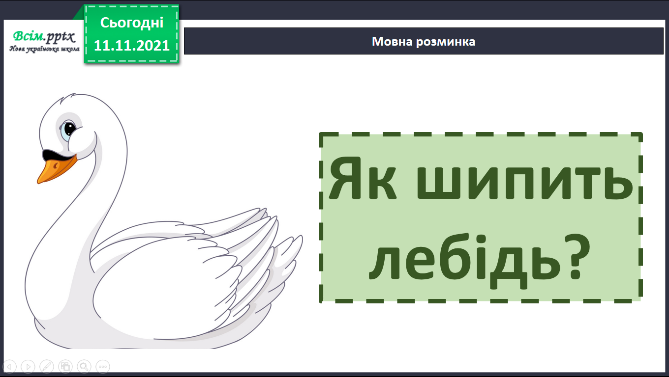 Всім.pptx
Нова українська школа
Сьогодні
11.11.2021
Мовна розминка
Як шипить
лебідь?